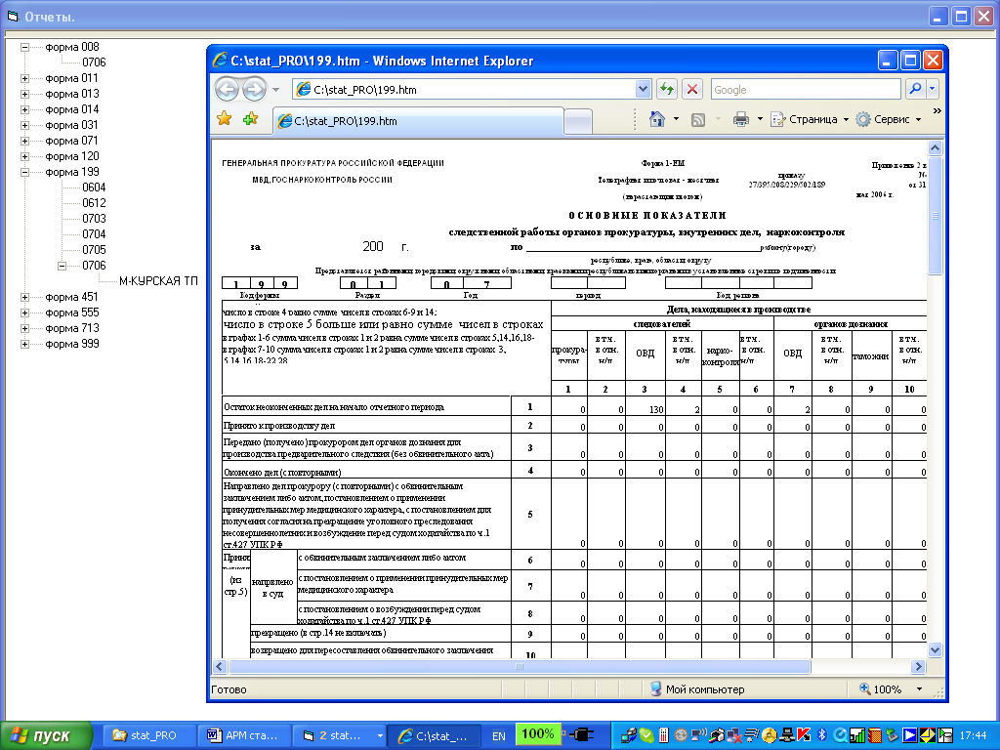 Отчеты.
форма 008
0706
форма 011
форма 013
форма 014
форма 031
форма 071
форма 120
форма 199
0604
0612
0703
0704
0705
0706
М-КУРСКАЯ ТП
форма 451
форма 555
форма 713
форма 999
C:\stat_PRO\199.htm - Windows Internet Explorer
C:\stat_PRO\199.htm
Google
C:\stat_PRO\199.htm
Страница
Сервис
»
ГЕНЕРАЛЬНАЯ ПРОКУРАТУРА РОССИЙСКОЙ ФЕДЕРАЦИИ
МВД, ГОСНАРКОКОНТРОЛЬ РОССИИ
Форма 1-ЕМ
Телеграфная шифровая - месячная
(нарастающим итогом)
Приложение 2 к
приказу
№
27/395/208/229/502/189
от 31
мая 2006 г.
ОСНОВНЫЕ ПОКАЗАТЕЛИ
следственной работы органов прокуратуры, внутренних дел, наркоконтроля
за 200 г. по району(городу)
республике, краю, области округу
1 9 9 0 1 0 7
Код формы Раздел Год период Код региона
число в строке 4 равно сумме чисел в строках 6-9 и 14;
число в строке 5 больше или равно сумме чисел в строках
в графах 1-6 сумма чисел в строках 1 и 2 равна сумме чисел в строках 5,14,16,18-
в графах 7-10 сумма чисел в строках 1 и 2 равна сумме чисел в строках 3,
5,14,16,18-22,28
Дела, находящиеся в производстве
следователей органов дознания
прокура-туры
в т.ч. в отн. н/л
ОВД
в т.ч. в отн. н/л
нарко-контроля
в т.ч. в отн. н/л
ОВД
в т.ч. в отн. н/л
таможни
в т.ч. в отн. н/л
1 2 3 4 5 6 7 8 9 10
Остаток неоконченных дел на начало отчетного периода 1 0 0 130 2 0 0 2 0 0 0
Принято к производству дел 2 0 0 0 0 0 0 0 0 0 0
Передано (получено) прокурором дел органов дознания для
производства предварительного следствия (без обвинительного акта) 3 0 0 0 0 0 0 0 0 0 0
Окончено дел (с повторными) 4 0 0 0 0 0 0 0 0 0 0
Направлено дел прокурору (с повторными) с обвинительным
заключением либо актом, постановлением о применении
принудительных мер медицинского характера, с постановлением для
получения согласия на прекращение уголовного преследования
несовершеннолетних и возбуждение перед судом ходатайства по ч.1
ст.427 УПК РФ 5 0 0 0 0 0 0 0 0 0 0
(из
стр.5)
направлено
в суд
с обвинительным заключением либо актом 6 0 0 0 0 0 0 0 0 0 0
с постановлением о применении принудительных мер
медицинского характера 7 0 0 0 0 0 0 0 0 0 0
с постановлением о возбуждении перед судом
ходатайства по ч.1 ст.427 УПК РФ 8 0 0 0 0 0 0 0 0 0 0
прекращено (в стр.14 не включать) 9 0 0 0 0 0 0 0 0 0 0
возвращено для пересоставления обвинительного заключения 10
Готово
Мой компьютер
100%
пуск
stat_PRO
АРМ ста...
2 stat...
C:\stat_...
EN
100%
17:44